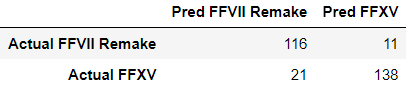 Pred FFVII Remake Pred FFXV
Actual FFVII Remake 116 11
Actual FFXV 21 138